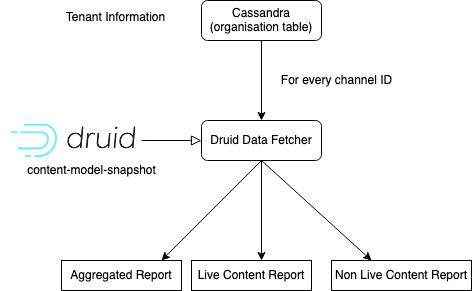 Tenant Information
Cassandra
(organisation table)
For every channel ID
druid
Druid Data Fetcher
content-model-snapshot
Aggregated Report
Live Content Report
Non Live Content Report